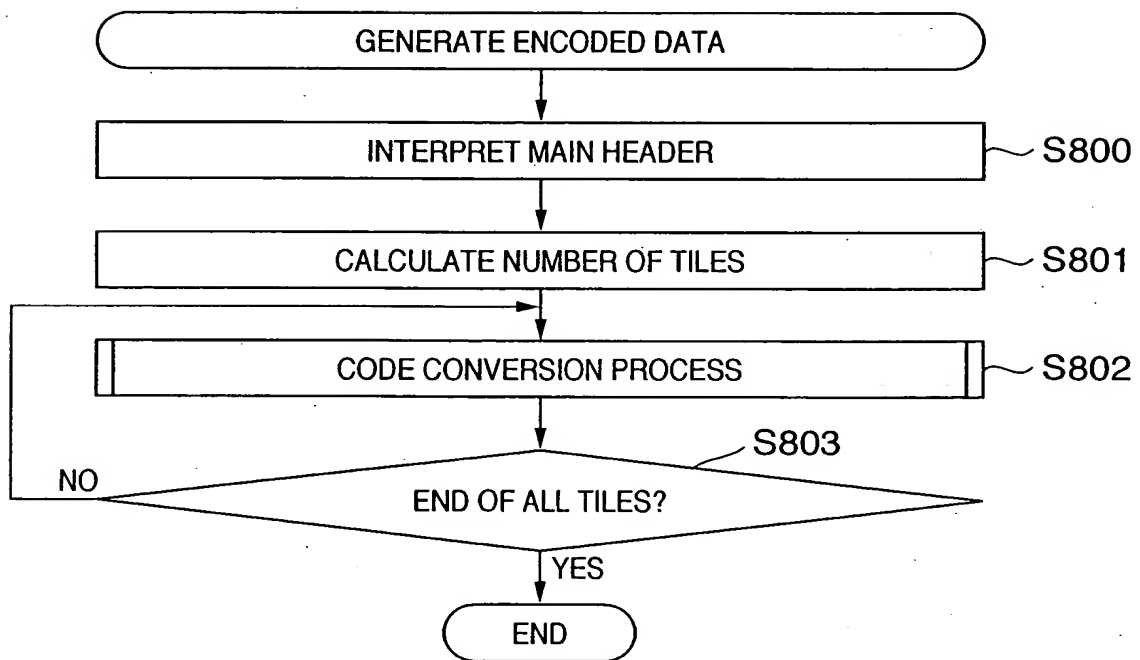 GENERATE ENCODED DATA
INTERPRET MAIN HEADER
S800
CALCULATE NUMBER OF TILES
S801
CODE CONVERSION PROCESS
S802
S803
NO
END OF ALL TILES?
YES
END